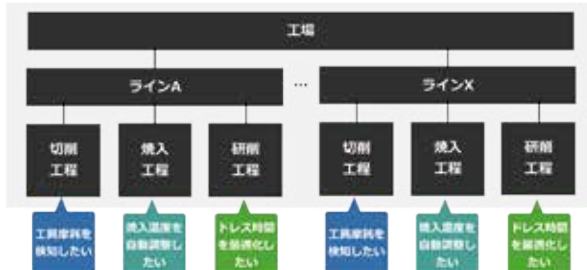 工場
ラインA
…
ラインX
切削
工程
焼入
工程
研削
工程
切削
工程
焼入
工程
研削
工程
工具摩耗を
検知したい
焼入温度を
自動調整し
たい
ドレス時間
を最適化し
たい
工具摩耗を
検知したい
焼入温度を
自動調整し
たい
ドレス時間
を最適化し
たい